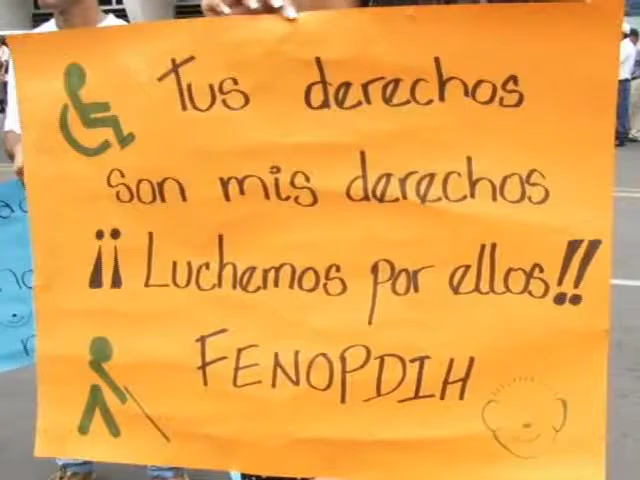 Tus derechos
son mis derechos
¡¡ Luchemos por ellos!!
FENOPDIH